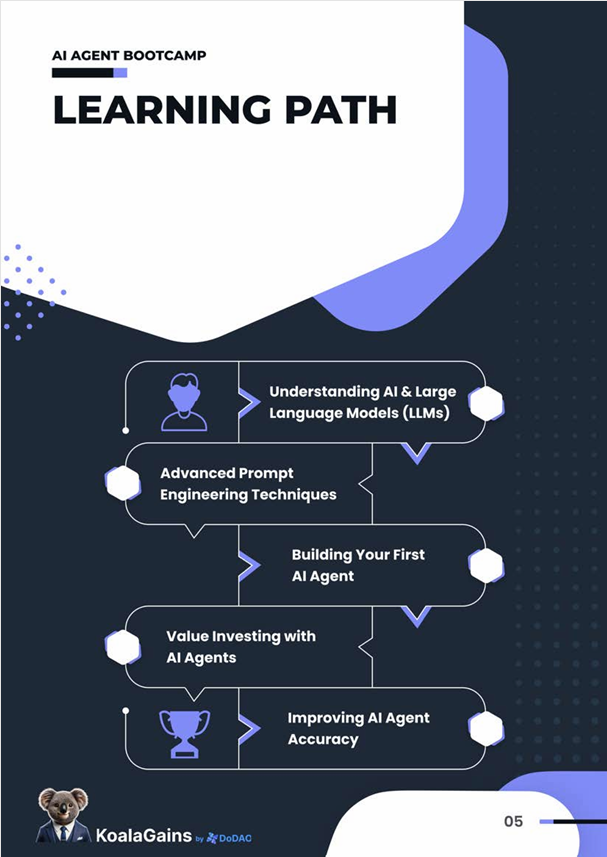 AI AGENT BOOTCAMP
LEARNING PATH
Understanding AI & Large
Language Models (LLMs)
Advanced Prompt
Engineering Techniques
Building Your First
AI Agent
Value Investing with
AI Agents
Improving AI Agent
Accuracy
KoalaGains by DoDAO
05